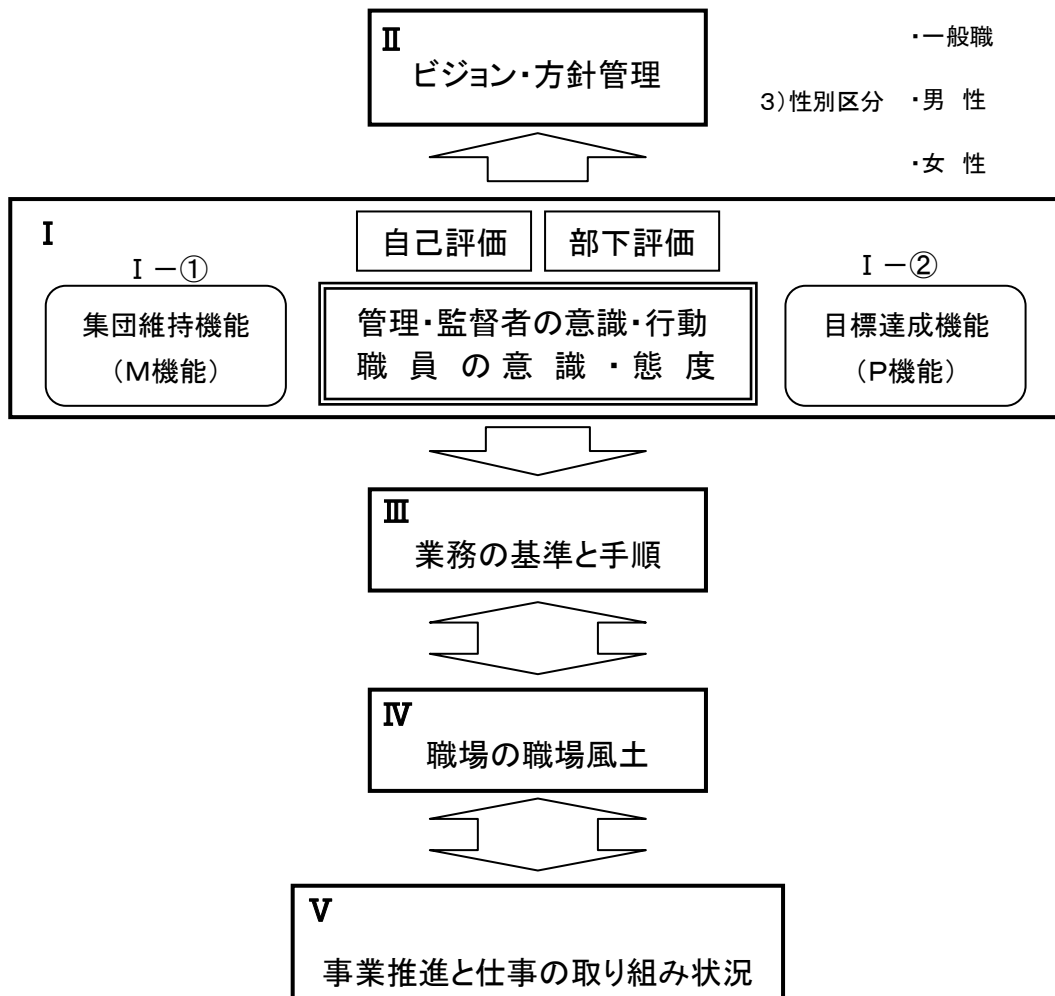 Ⅱ
ビジョン・方針管理
・一般職
3)性別区分 ・男 性
・女 性
Ⅰ
自己評価 部下評価
Ⅰ－①
集団維持機能
（M機能）
管理・監督者の意識・行動
職 員 の 意 識 ・ 態 度
Ⅰ－②
目標達成機能
（P機能）
Ⅲ
業務の基準と手順
Ⅳ
職場の職場風土
Ⅴ
事業推進と仕事の取り組み状況